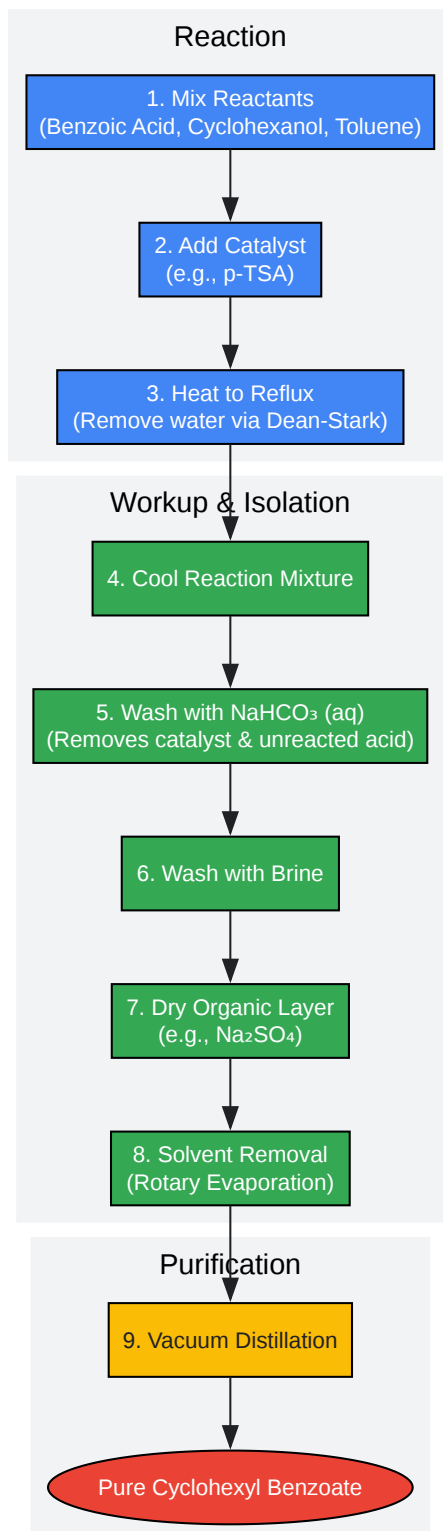 Reaction
1. Mix Reactants
(Benzoic Acid, Cyclohexanol, Toluene)
2. Add Catalyst
(e.g., p-TSA)
3. Heat to Reflux
(Remove water via Dean-Stark)
Workup & Isolation
4. Cool Reaction Mixture
5. Wash with NaHCO₃ (aq)
(Removes catalyst & unreacted acid)
6. Wash with Brine
7. Dry Organic Layer
(e.g., Na₂SO₄)
8. Solvent Removal
(Rotary Evaporation)
Purification
9. Vacuum Distillation
Pure Cyclohexyl Benzoate